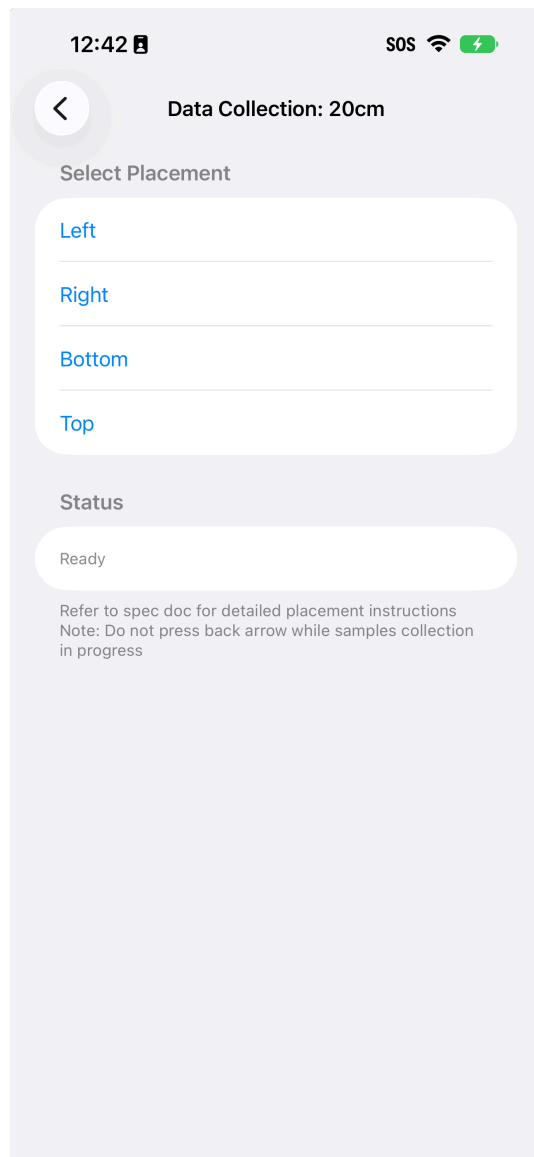 12:42
SOS
Data Collection: 20cm
Select Placement
Left
Right
Bottom
Top
Status
Ready
Refer to spec doc for detailed placement instructions
Note: Do not press back arrow while samples collection
in progress